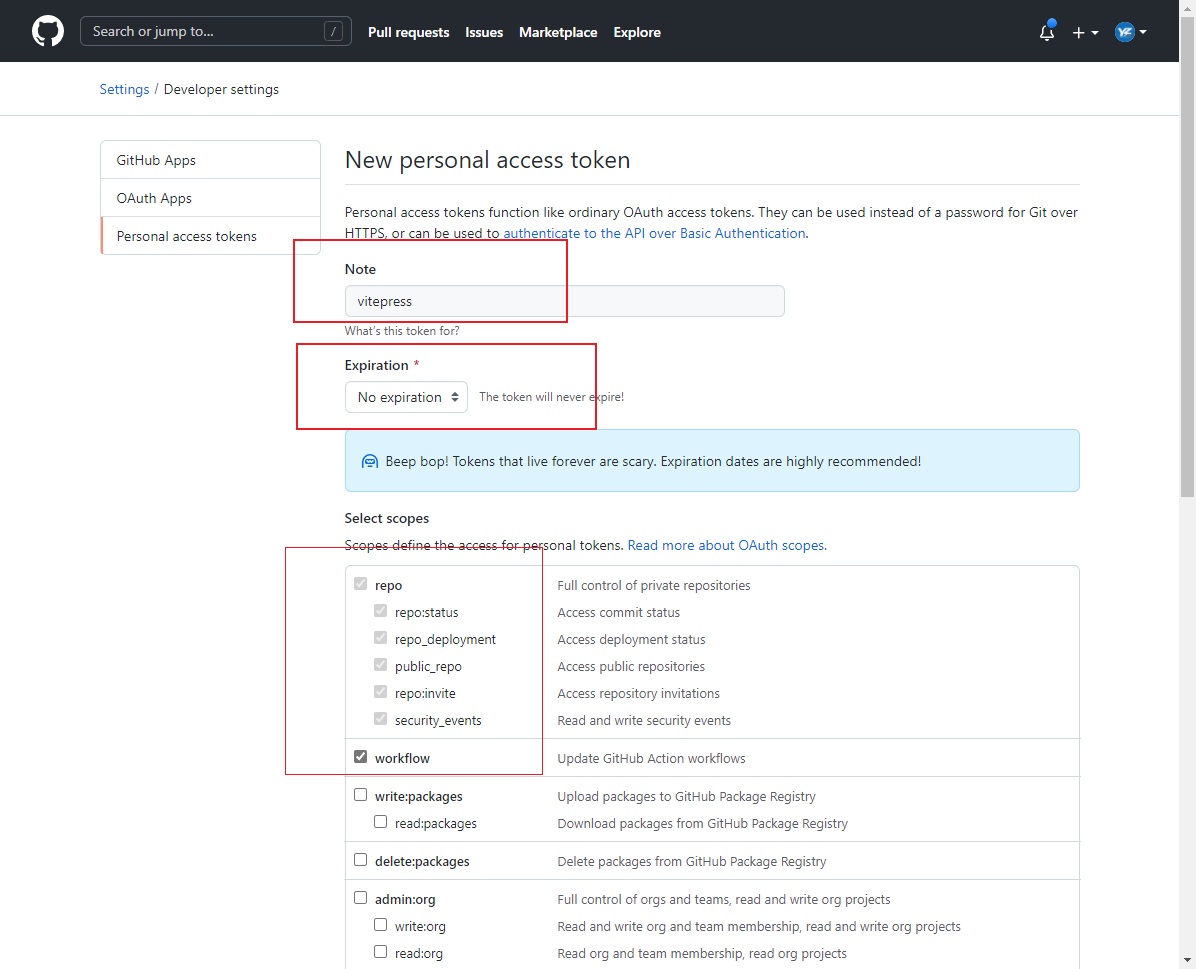 Search or jump to... /
Pull requests Issues Marketplace Explore
YZ
Settings / Developer settings
GitHub Apps
OAuth Apps
Personal access tokens
New personal access token
Personal access tokens function like ordinary OAuth access tokens. They can be used instead of a password for Git over
HTTPS, or can be used to authenticate to the API over Basic Authentication.
Note
vitepress
What's this token for?
Expiration *
No expiration The token will never expire!
Beep bop! Tokens that live forever are scary. Expiration dates are highly recommended!
Select scopes
Scopes define the access for personal tokens. Read more about OAuth scopes.
repo Full control of private repositories
repo:status Access commit status
repo_deployment Access deployment status
public_repo Access public repositories
repo:invite Access repository invitations
security_events Read and write security events
workflow Update GitHub Action workflows
write:packages Upload packages to GitHub Package Registry
read:packages Download packages from GitHub Package Registry
delete:packages Delete packages from GitHub Package Registry
admin:org Full control of orgs and teams, read and write org projects
write:org Read and write org and team membership, read and write org projects
read:org Read org and team membership, read org projects